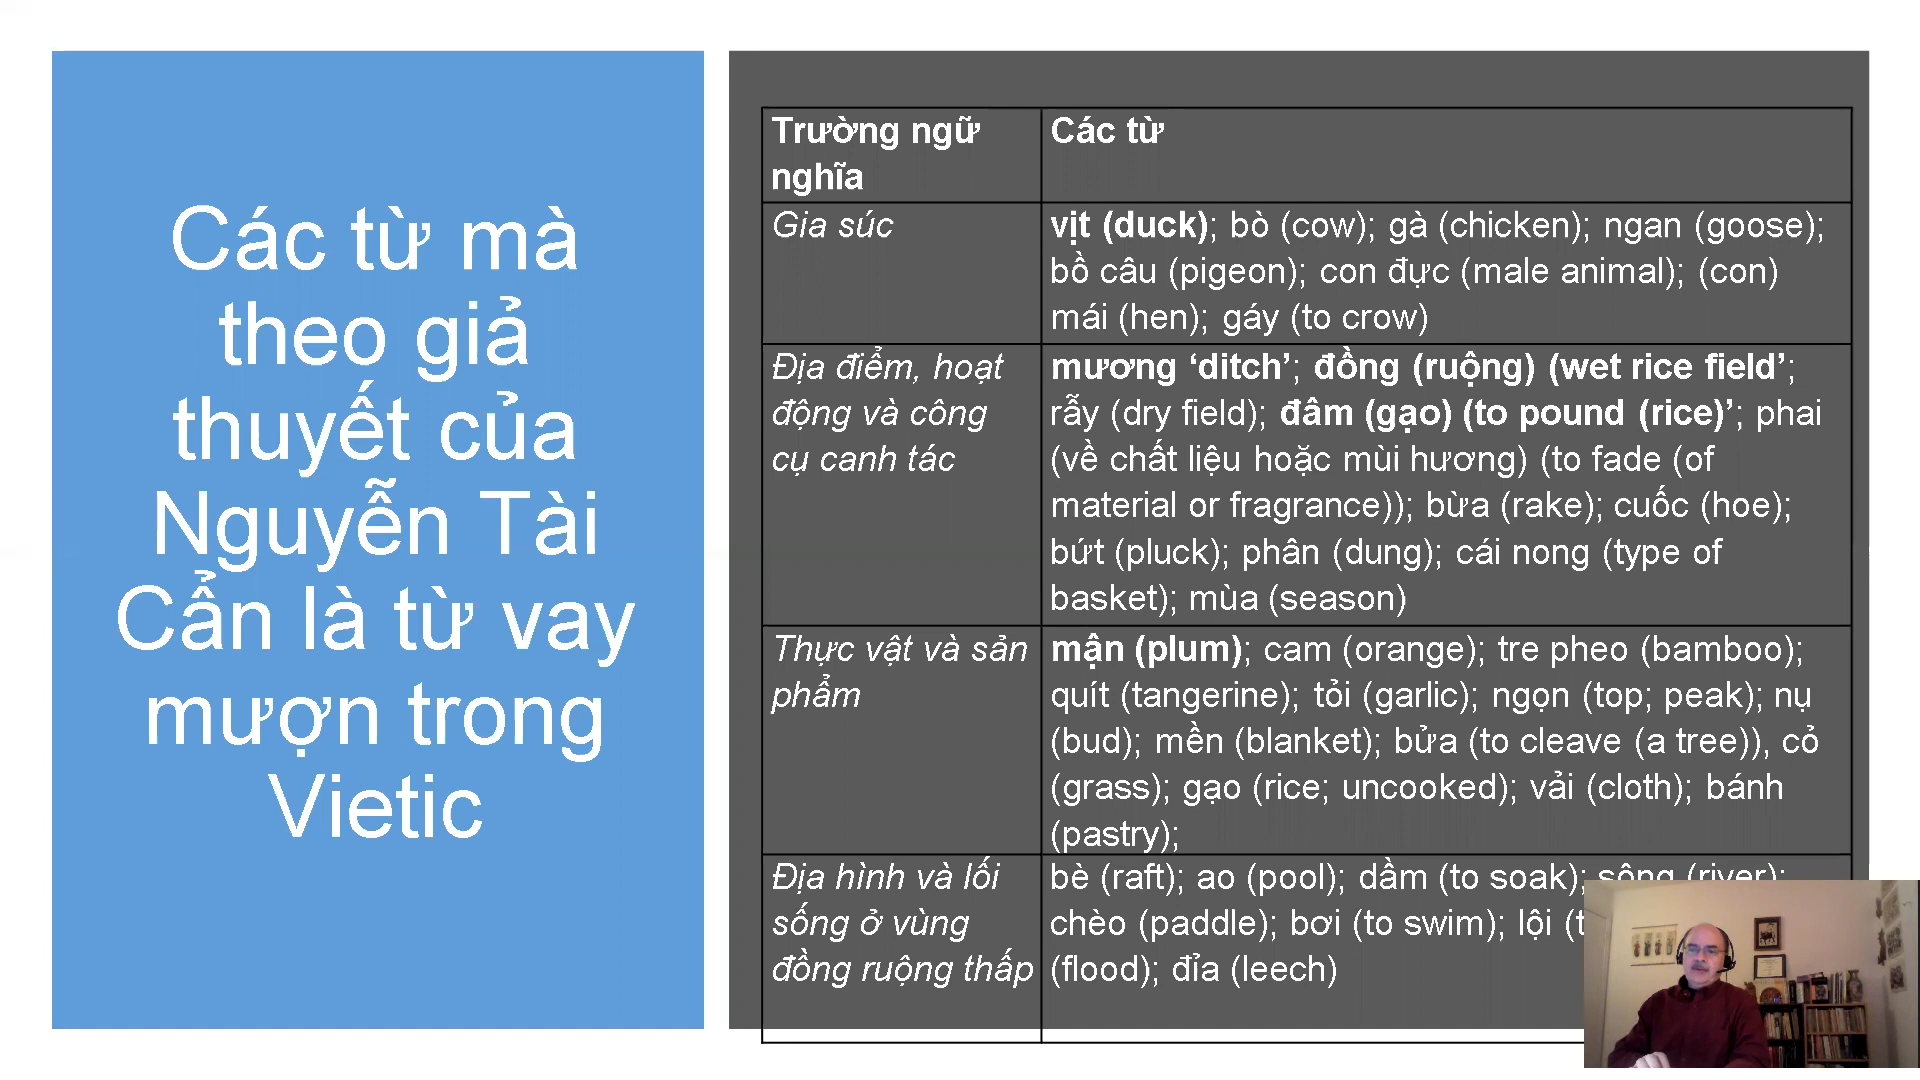 Các từ mà
theo giả
thuyết của
Nguyễn Tài
Cẩn là từ vay
mượn trong
Vietic
Trường ngữ
nghĩa
Các từ
Gia súc
vịt (duck); bò (cow); gà (chicken); ngan (goose);
bồ câu (pigeon); con đực (male animal); (con)
mái (hen); gáy (to crow)
Địa điểm, hoạt
động và công
cụ canh tác
mương ‘ditch’; đồng (ruộng) (wet rice field’;
rẫy (dry field); đâm (gạo) (to pound (rice)’; phai
(về chất liệu hoặc mùi hương) (to fade (of
material or fragrance)); bừa (rake); cuốc (hoe);
bứt (pluck); phân (dung); cái nong (type of
basket); mùa (season)
Thực vật và sản
phẩm
mận (plum); cam (orange); tre pheo (bamboo);
quít (tangerine); tỏi (garlic); ngọn (top; peak); nụ
(bud); mền (blanket); bửa (to cleave (a tree)), cỏ
(grass); gạo (rice; uncooked); vải (cloth); bánh
(pastry);
Địa hình và lối
sống ở vùng
đồng ruộng thấp
bè (raft); ao (pool); dầm (to soak); sông (river);
chèo (paddle); bơi (to swim); lội
(flood); đỉa (leech)